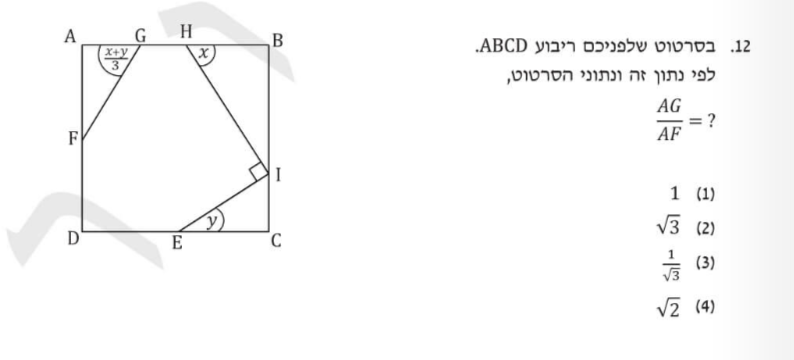 12. בסרטוט שלפניכם ריבוע ABCD.
לפי נתון זה ונתוני הסרטוט,
AG/AF = ?
(1) 1
(2) √3
(3) 1/√3
(4) √2
A G H B
(x+y)/3 x
F
I
y
D E C